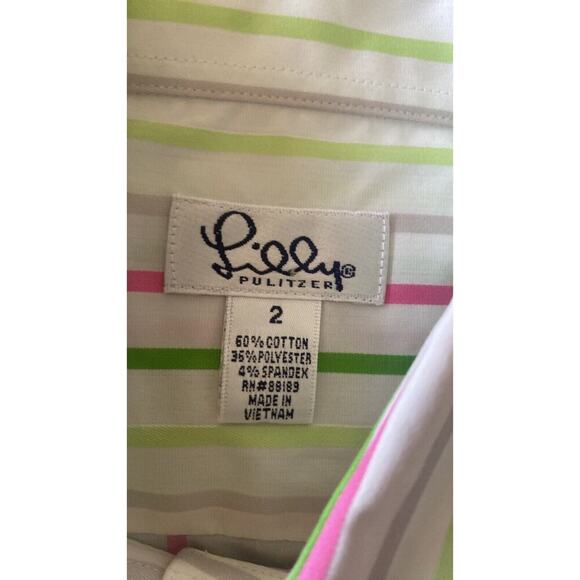 Lilly®
PULITZER
2
60% COTTON
36% POLYESTER
4% SPANDEX
RN#88189
MADE IN
VIETNAM